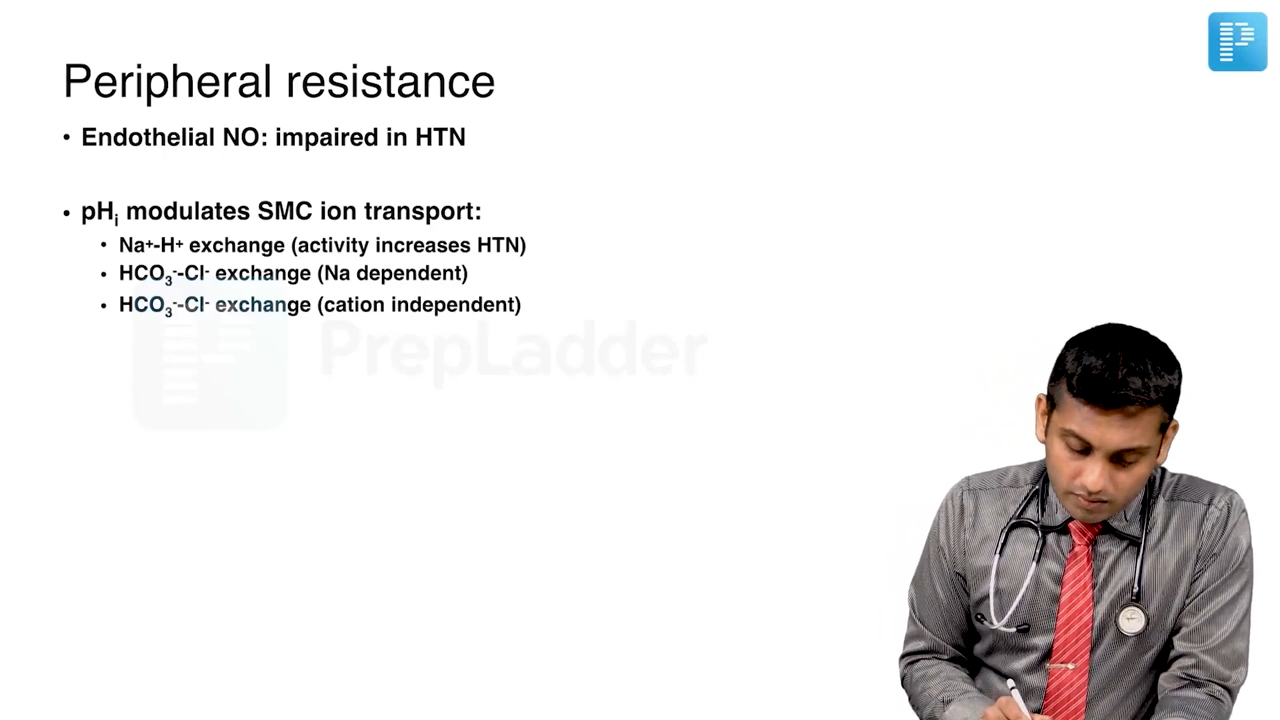 Peripheral resistance
• Endothelial NO: impaired in HTN
• pHᵢ modulates SMC ion transport:
• Na⁺-H⁺ exchange (activity increases HTN)
• HCO₃⁻-Cl⁻ exchange (Na dependent)
• HCO₃⁻-Cl⁻ exchange (cation independent)
PrepLadder